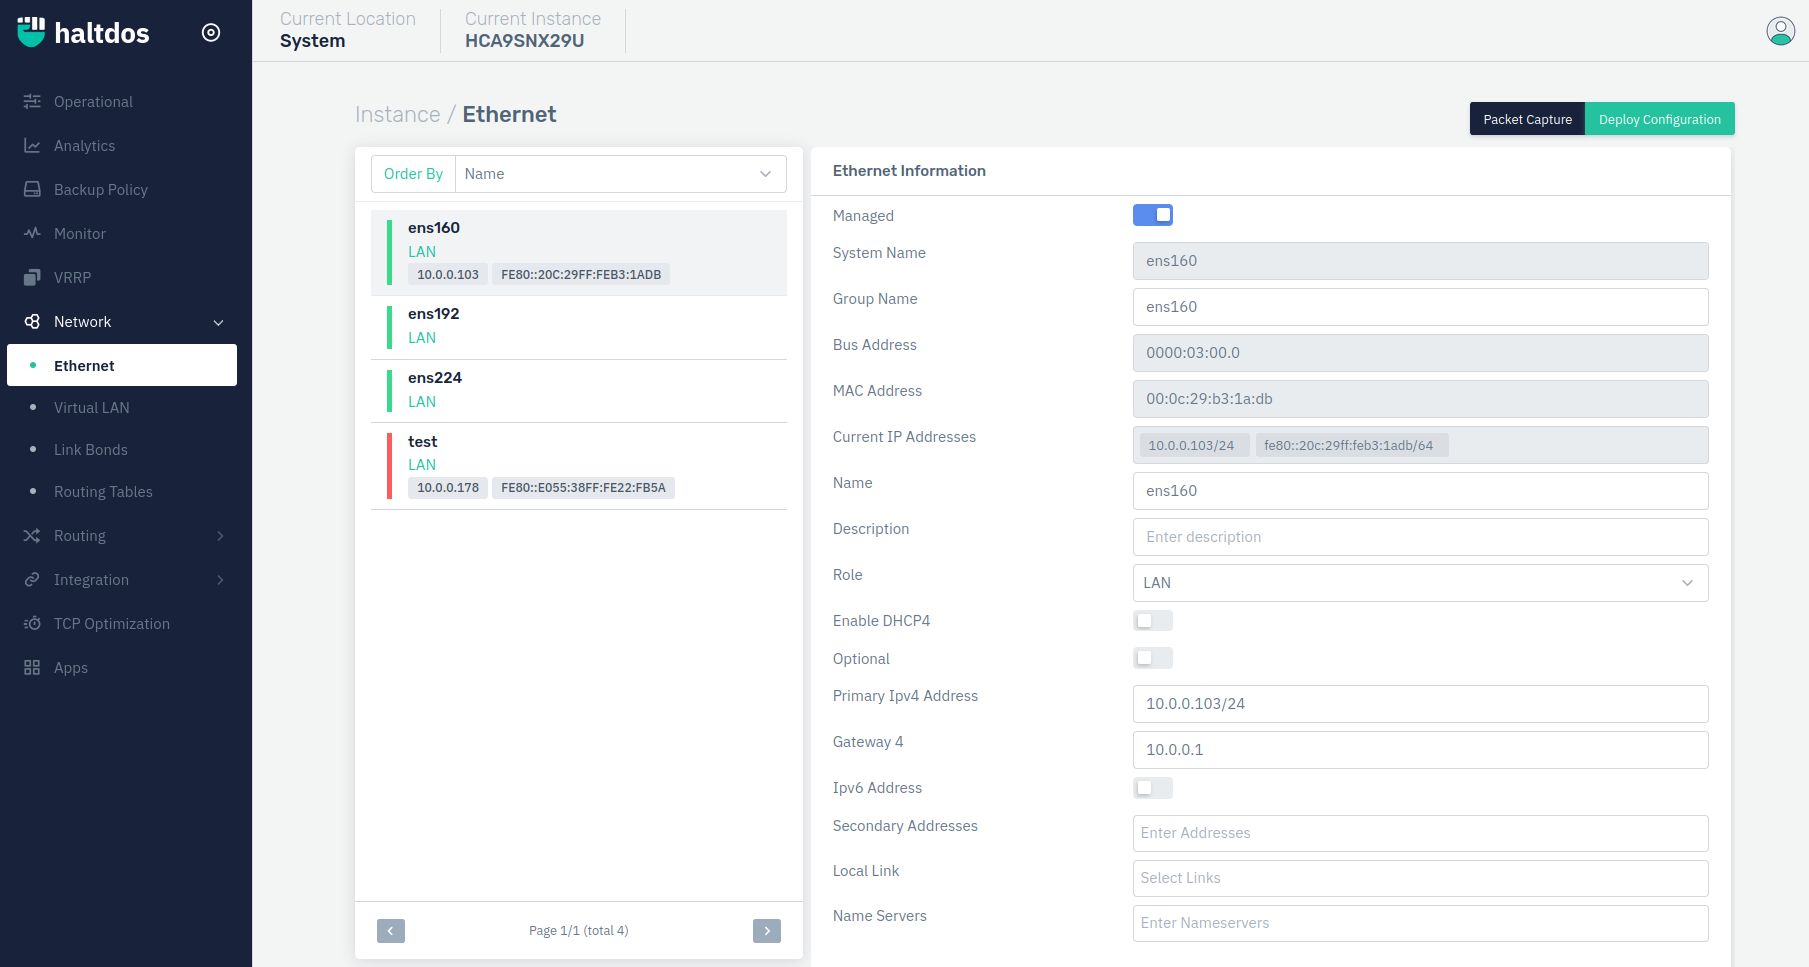 haltdos
Operational
Analytics
Backup Policy
Monitor
VRRP
Network
Ethernet
Virtual LAN
Link Bonds
Routing Tables
Routing
Integration
TCP Optimization
Apps
Current Location
System
Current Instance
HCA9SNX29U
Instance / Ethernet
Packet Capture
Deploy Configuration
Order By Name
ens160
LAN
10.0.0.103 FE80::20C:29FF:FEB3:1ADB
ens192
LAN
ens224
LAN
test
LAN
10.0.0.178 FE80::E055:38FF:FE22:FB5A
Page 1/1 (total 4)
Ethernet Information
Managed
System Name ens160
Group Name ens160
Bus Address 0000:03:00.0
MAC Address 00:0c:29:b3:1a:db
Current IP Addresses 10.0.0.103/24 fe80::20c:29ff:feb3:1adb/64
Name ens160
Description Enter description
Role LAN
Enable DHCP4
Optional
Primary Ipv4 Address 10.0.0.103/24
Gateway 4 10.0.0.1
Ipv6 Address
Secondary Addresses Enter Addresses
Local Link Select Links
Name Servers Enter Nameservers